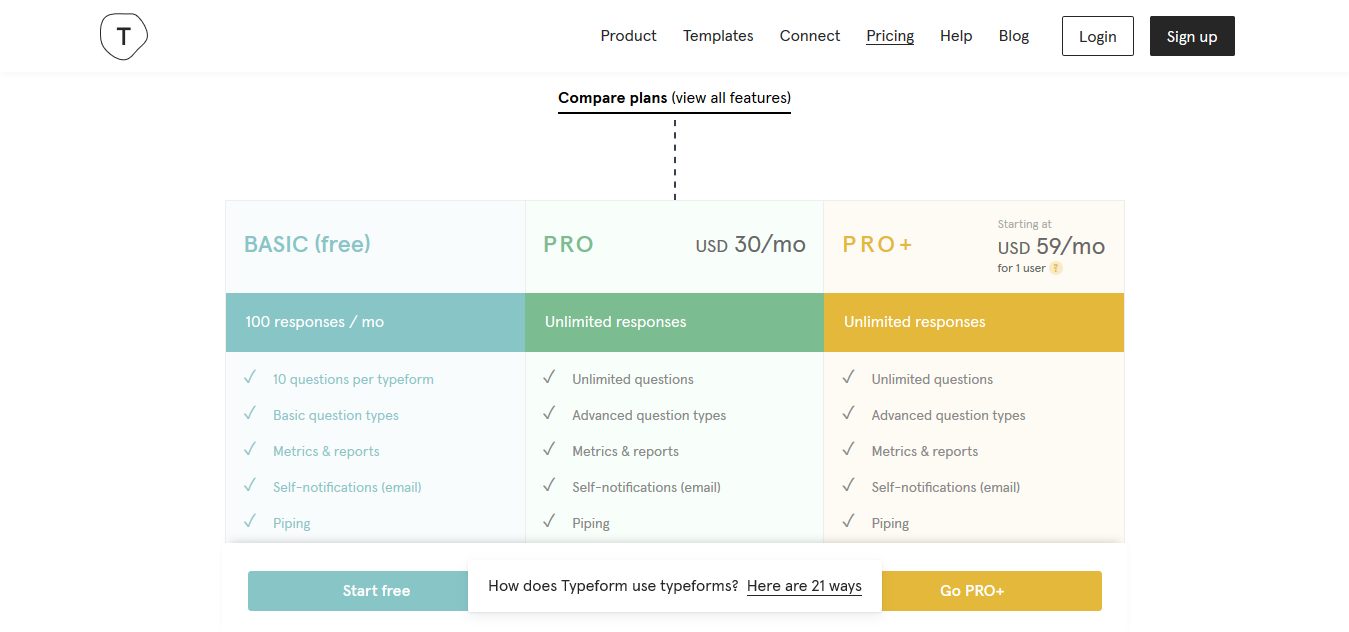 T
Product Templates Connect Pricing Help Blog Login Sign up
Compare plans (view all features)
BASIC (free)
PRO USD 30/mo
PRO+
Starting at
USD 59/mo
for 1 user ?
100 responses / mo
Unlimited responses
Unlimited responses
10 questions per typeform
Basic question types
Metrics & reports
Self-notifications (email)
Piping
Unlimited questions
Advanced question types
Metrics & reports
Self-notifications (email)
Piping
Unlimited questions
Advanced question types
Metrics & reports
Self-notifications (email)
Piping
Start free
How does Typeform use typeforms? Here are 21 ways
Go PRO+